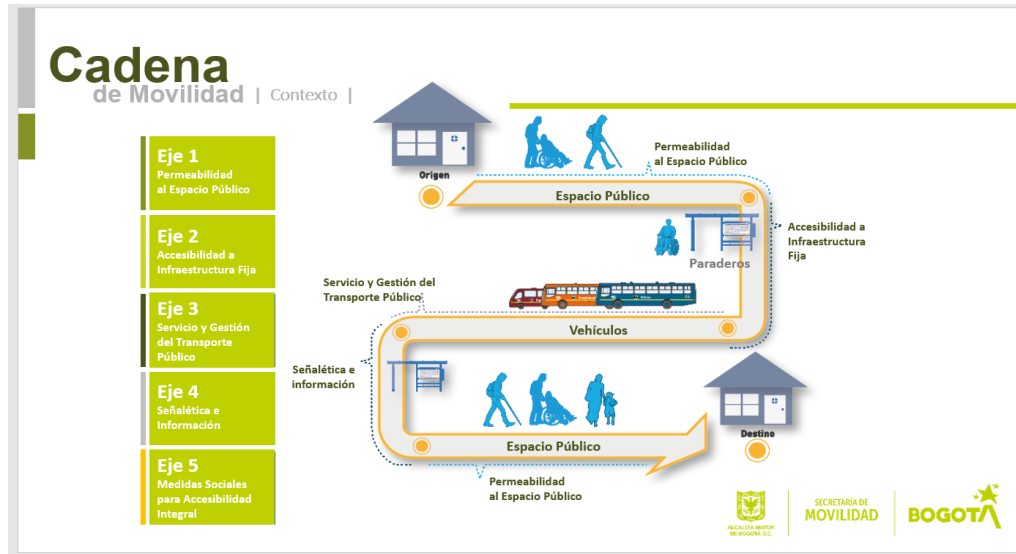 Cadena
de Movilidad | Contexto |
Eje 1
Permeabilidad
al Espacio Público
Eje 2
Accesibilidad a
Infraestructura Fija
Eje 3
Servicio y Gestión
del Transporte
Público
Eje 4
Señalética e
Información
Eje 5
Medidas Sociales
para Accesibilidad
Integral
Origen
Permeabilidad
al Espacio Público
Espacio Público
Paraderos
Accesibilidad a
Infraestructura
Fija
Servicio y Gestión del
Transporte Público
Vehículos
Señalética e
información
Destino
Espacio Público
Permeabilidad
al Espacio Público
ALCALDÍA MAYOR
DE BOGOTÁ D.C.
SECRETARÍA DE
MOVILIDAD
BOGOTÁ